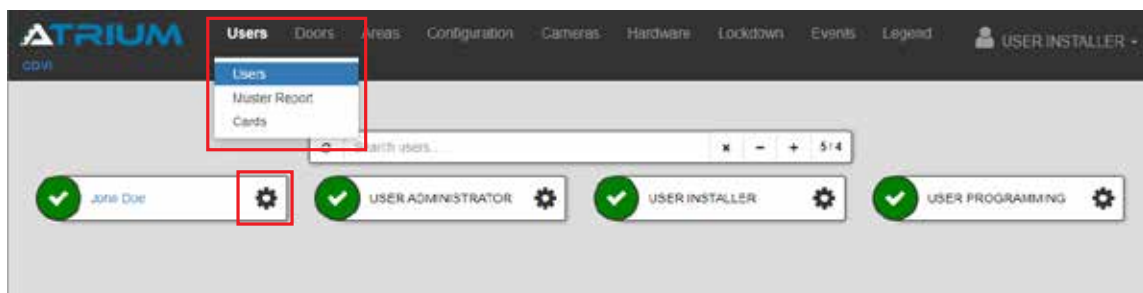 ATRIUM
CDVI
Users Doors Areas Configuration Cameras Hardware Lockdown Events Legend USER INSTALLER
Users
Muster Report
Cards
Search users...
x - + 5 / 4
Jone Doe
USER ADMINISTRATOR
USER INSTALLER
USER PROGRAMMING